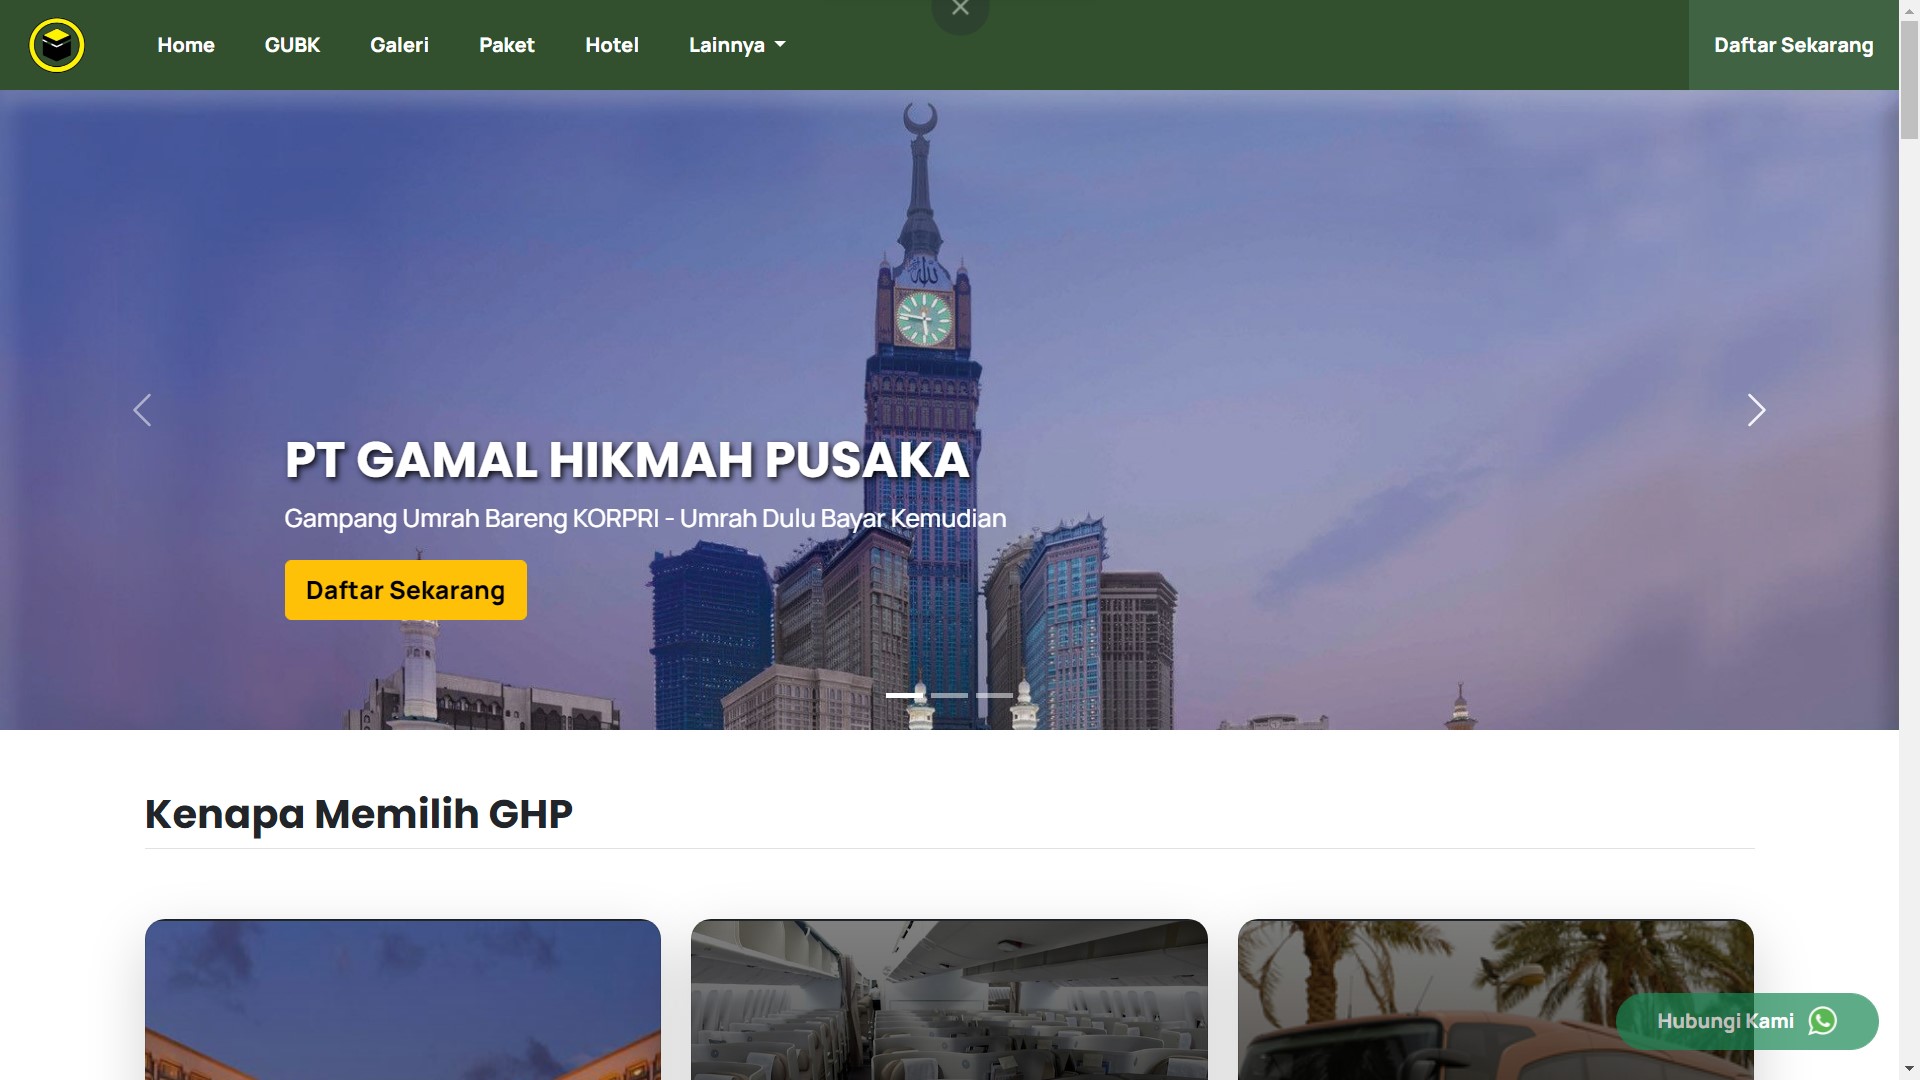 Home
GUBK
Galeri
Paket
Hotel
Lainnya
Daftar Sekarang
الله
PT GAMAL HIKMAH PUSAKA
Gampang Umrah Bareng KORPRI - Umrah Dulu Bayar Kemudian
Daftar Sekarang
Kenapa Memilih GHP
Hubungi Kami